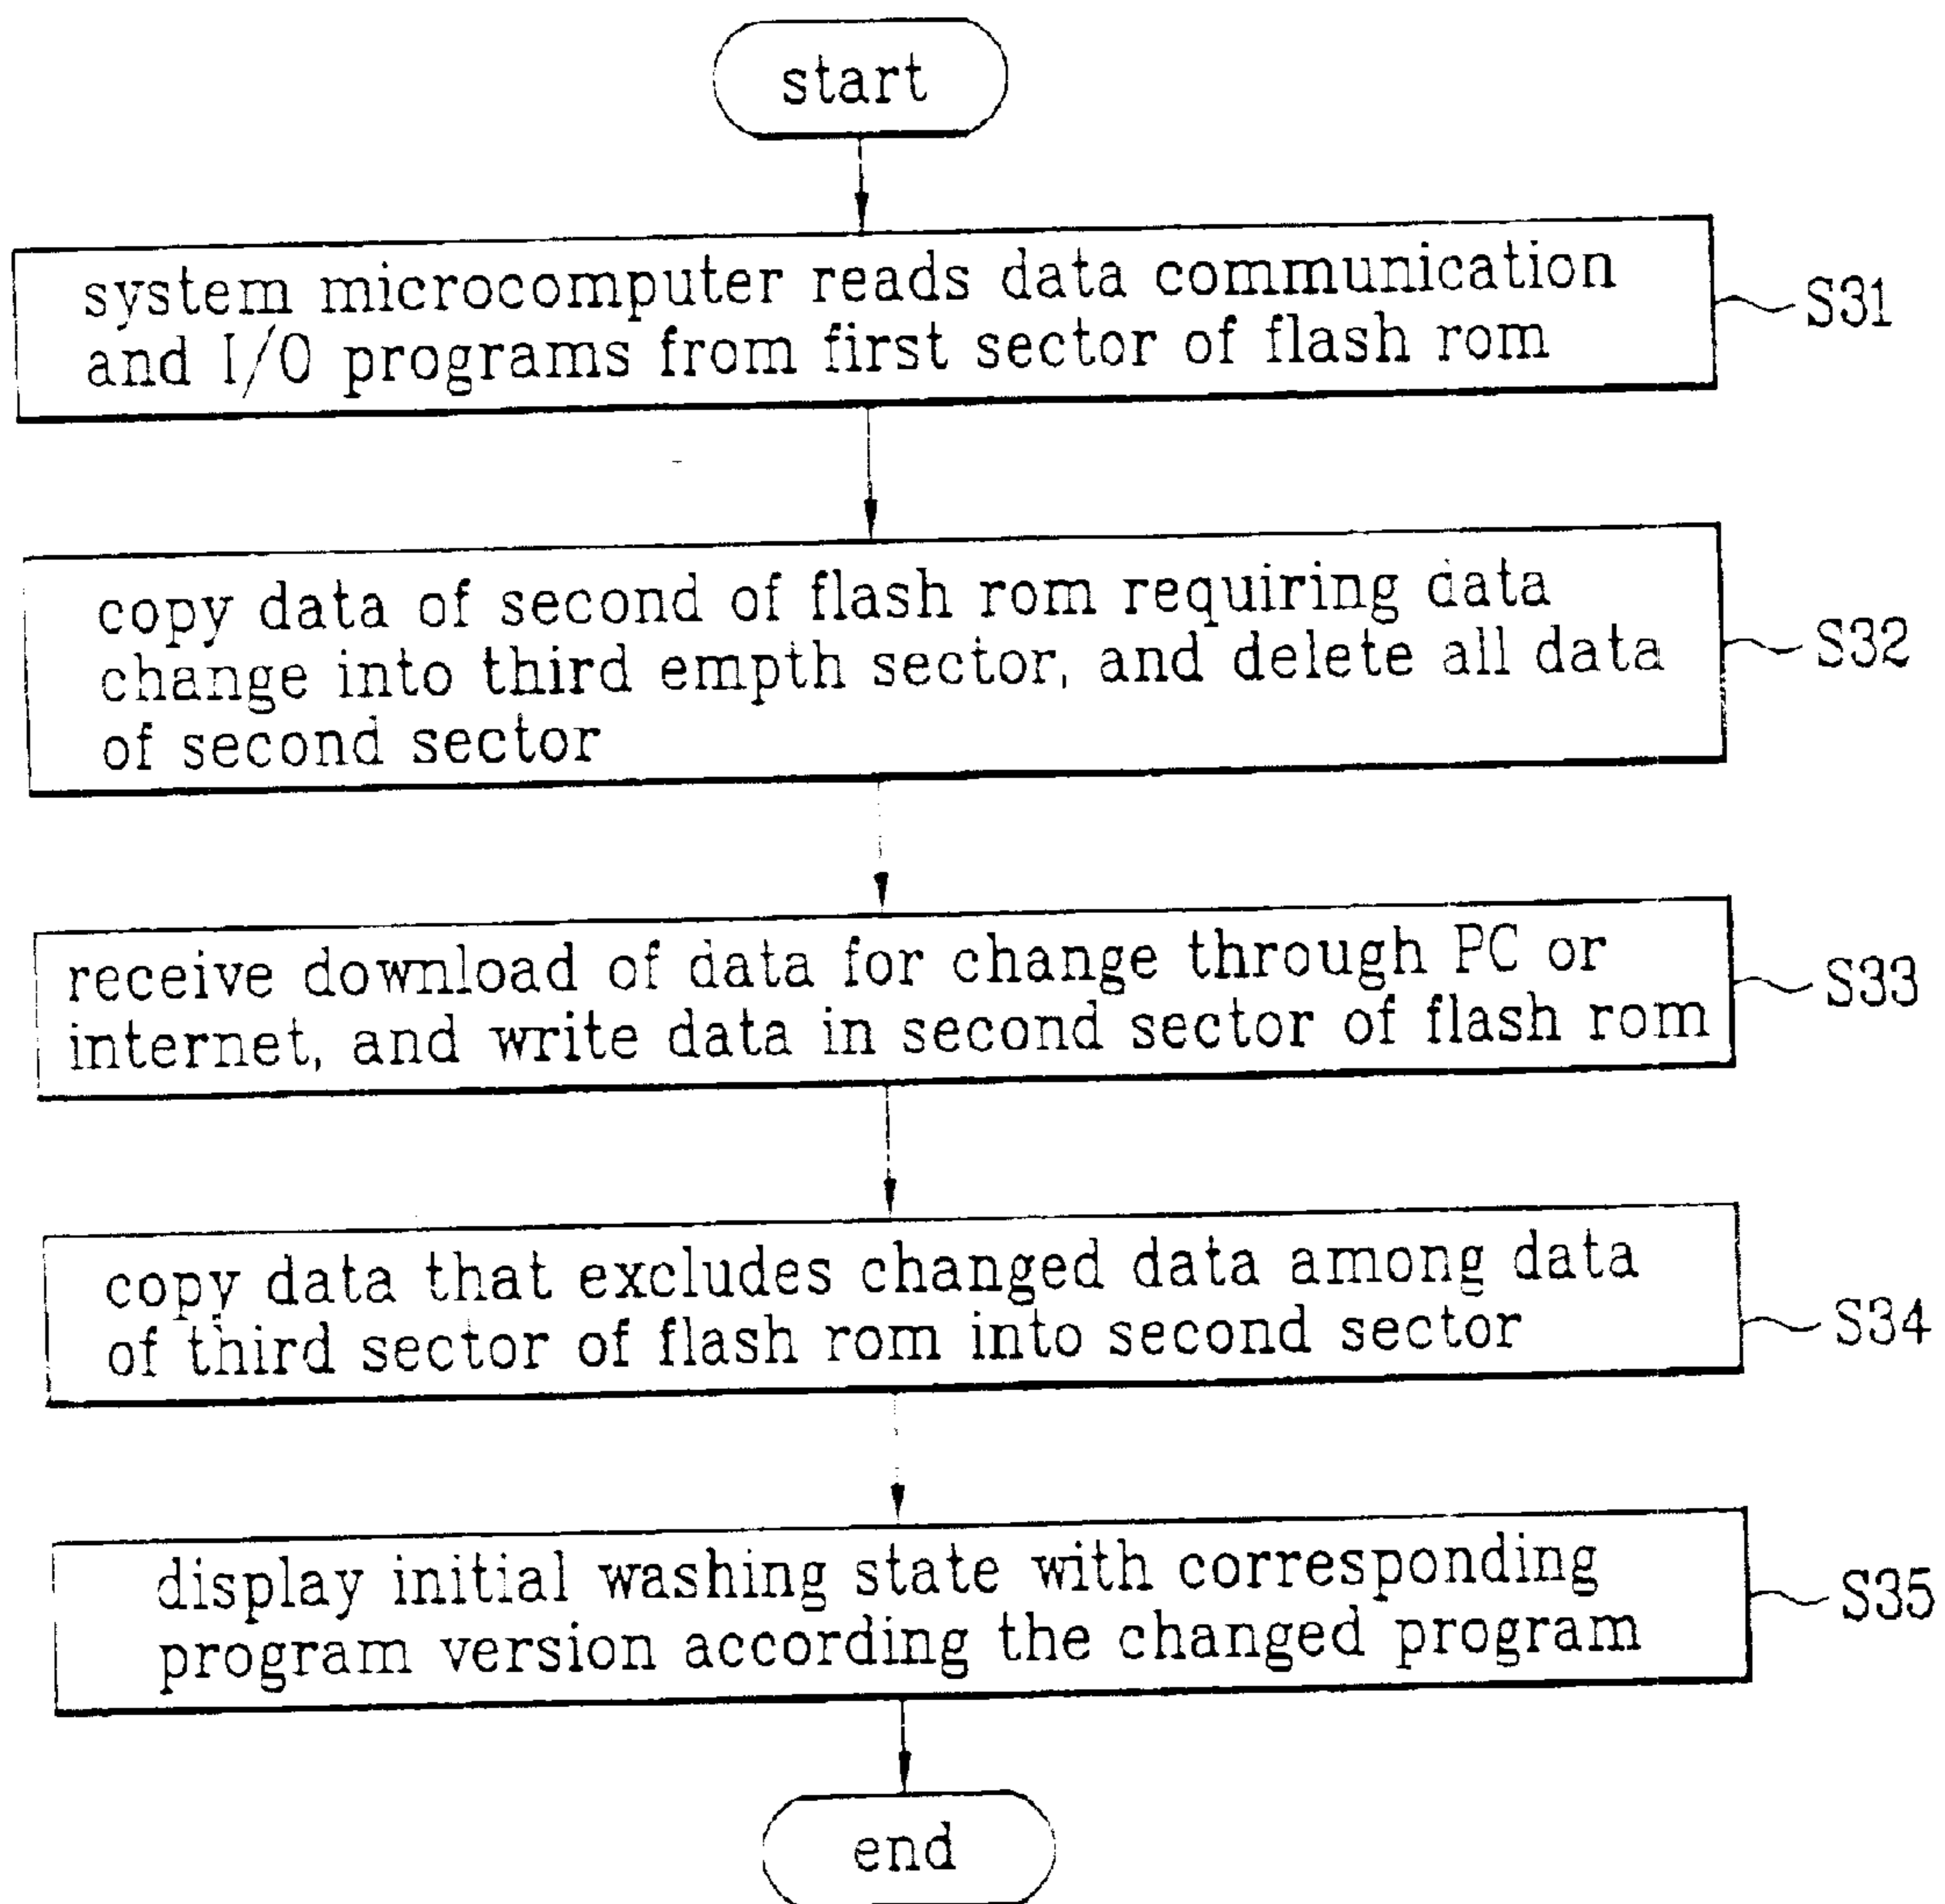 start
system microcomputer reads data communication
and I/O programs from first sector of flash rom
S31
copy data of second of flash rom requiring data
change into third empth sector, and delete all data
of second sector
S32
receive download of data for change through PC or
internet, and write data in second sector of flash rom
S33
copy data that excludes changed data among data
of third sector of flash rom into second sector
S34
display initial washing state with corresponding
program version according the changed program
S35
end